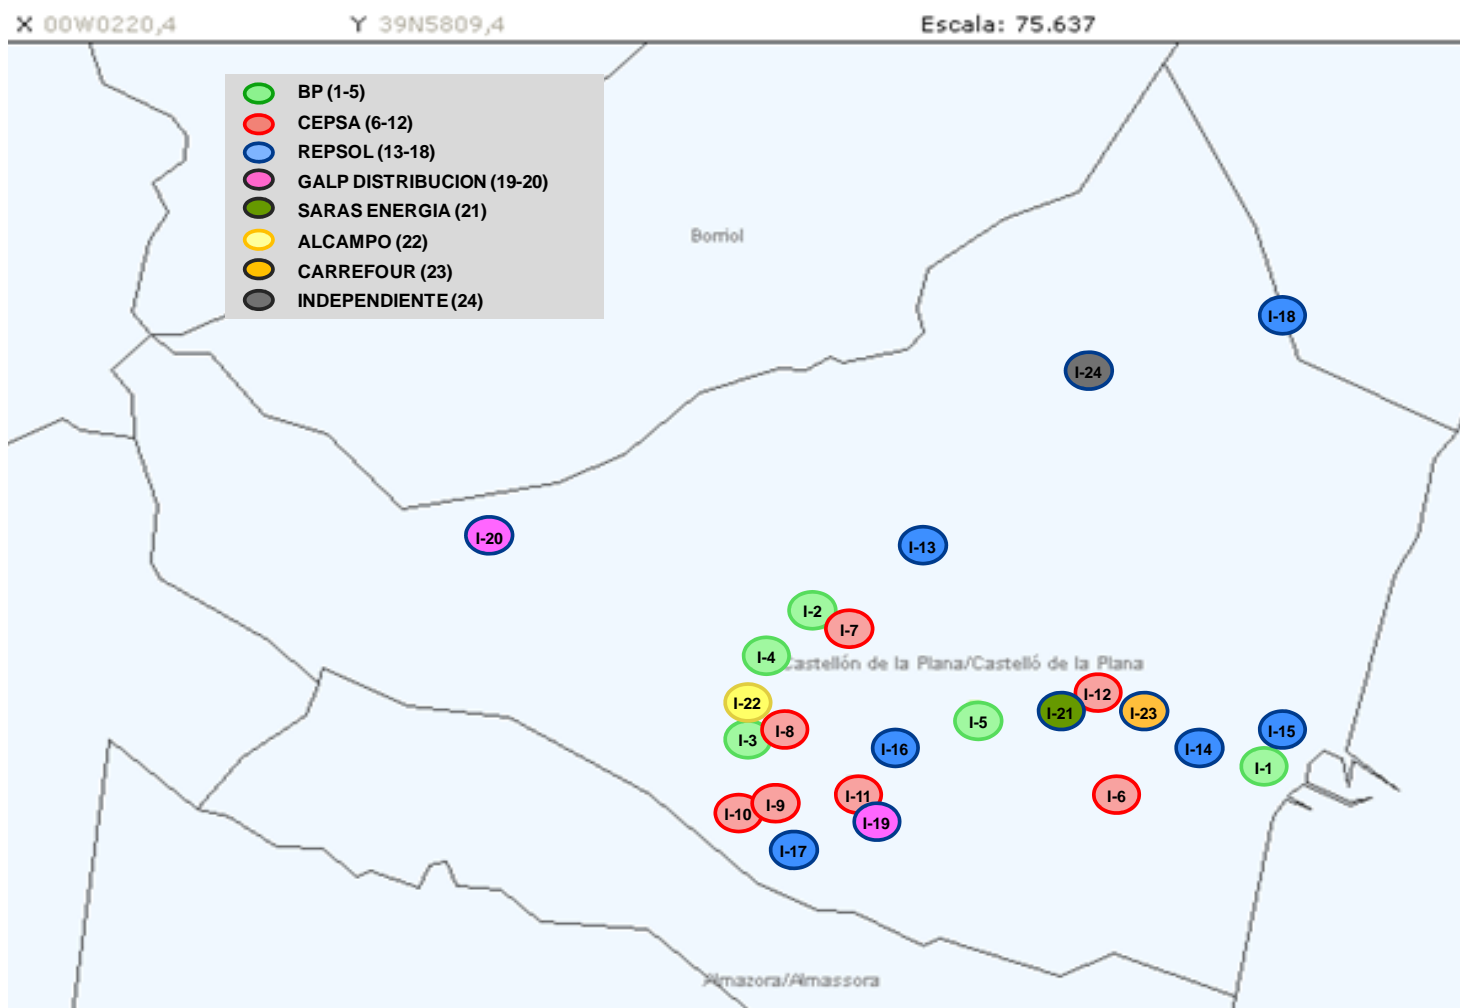 X 00W0220,4 Y 39N5809,4 Escala: 75.637
BP (1-5)
CEPSA (6-12)
REPSOL (13-18)
GALP DISTRIBUCION (19-20)
SARAS ENERGIA (21)
ALCAMPO (22)
CARREFOUR (23)
INDEPENDIENTE (24)
Borriol
I-18
I-24
I-20
I-13
I-2
I-7
I-4
Castellón de la Plana/Castelló de la Plana
I-22
I-12
I-21
I-23
I-5
I-3
I-8
I-16
I-14
I-15
I-1
I-10
I-9
I-11
I-6
I-19
I-17
Almazora/Almassora